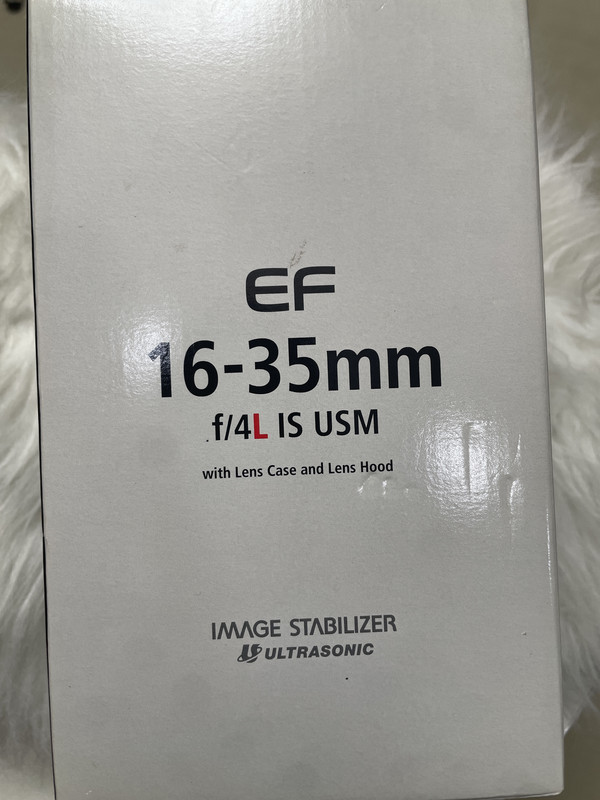 EF
16-35mm
f/4L IS USM
with Lens Case and Lens Hood
IMAGE STABILIZER
ULTRASONIC